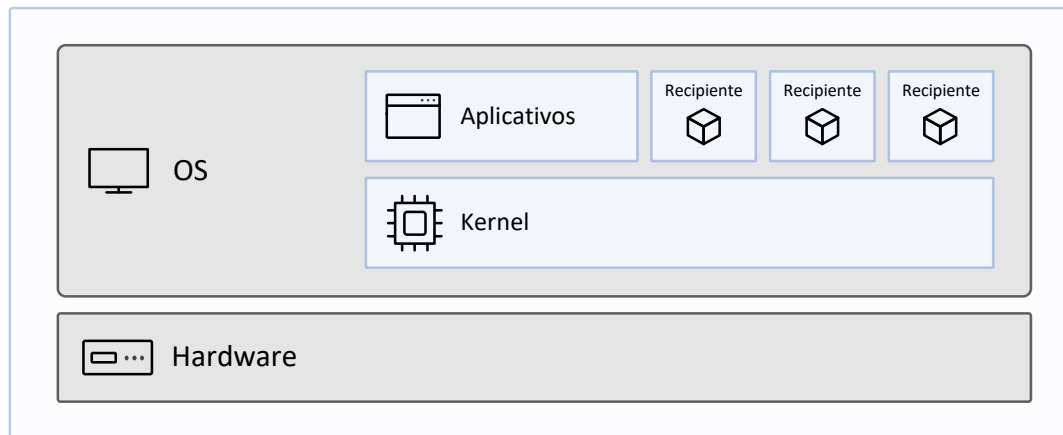 Aplicativos
Recipiente
Recipiente
Recipiente
OS
Kernel
Hardware